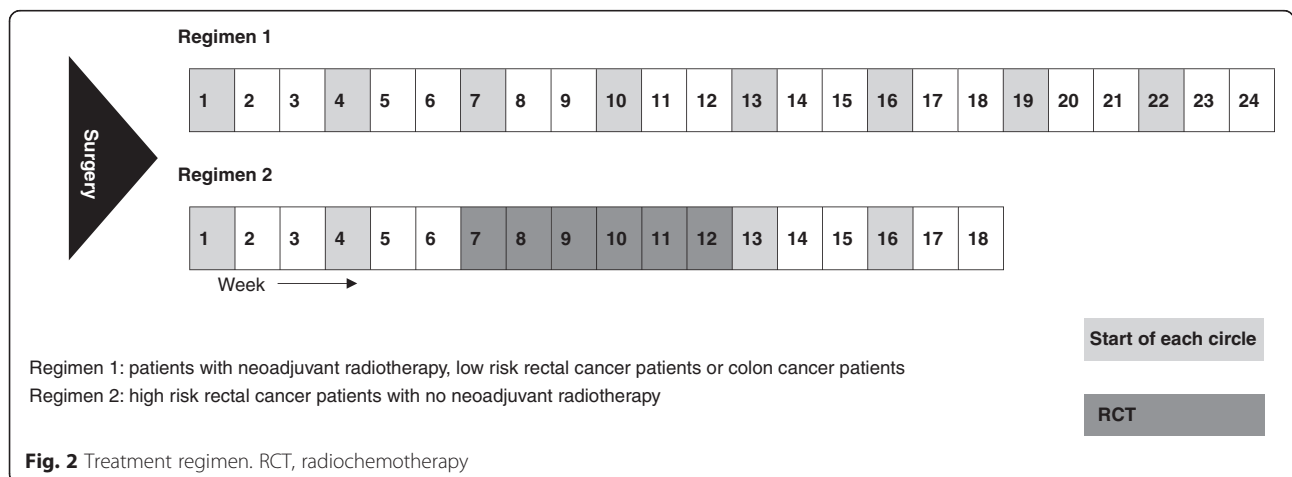 Regimen 1
1 2 3 4 5 6 7 8 9 10 11 12 13 14 15 16 17 18 19 20 21 22 23 24
Surgery
Regimen 2
1 2 3 4 5 6 7 8 9 10 11 12 13 14 15 16 17 18
Week
Start of each circle
Regimen 1: patients with neoadjuvant radiotherapy, low risk rectal cancer patients or colon cancer patients
Regimen 2: high risk rectal cancer patients with no neoadjuvant radiotherapy
RCT
Fig. 2 Treatment regimen. RCT, radiochemotherapy